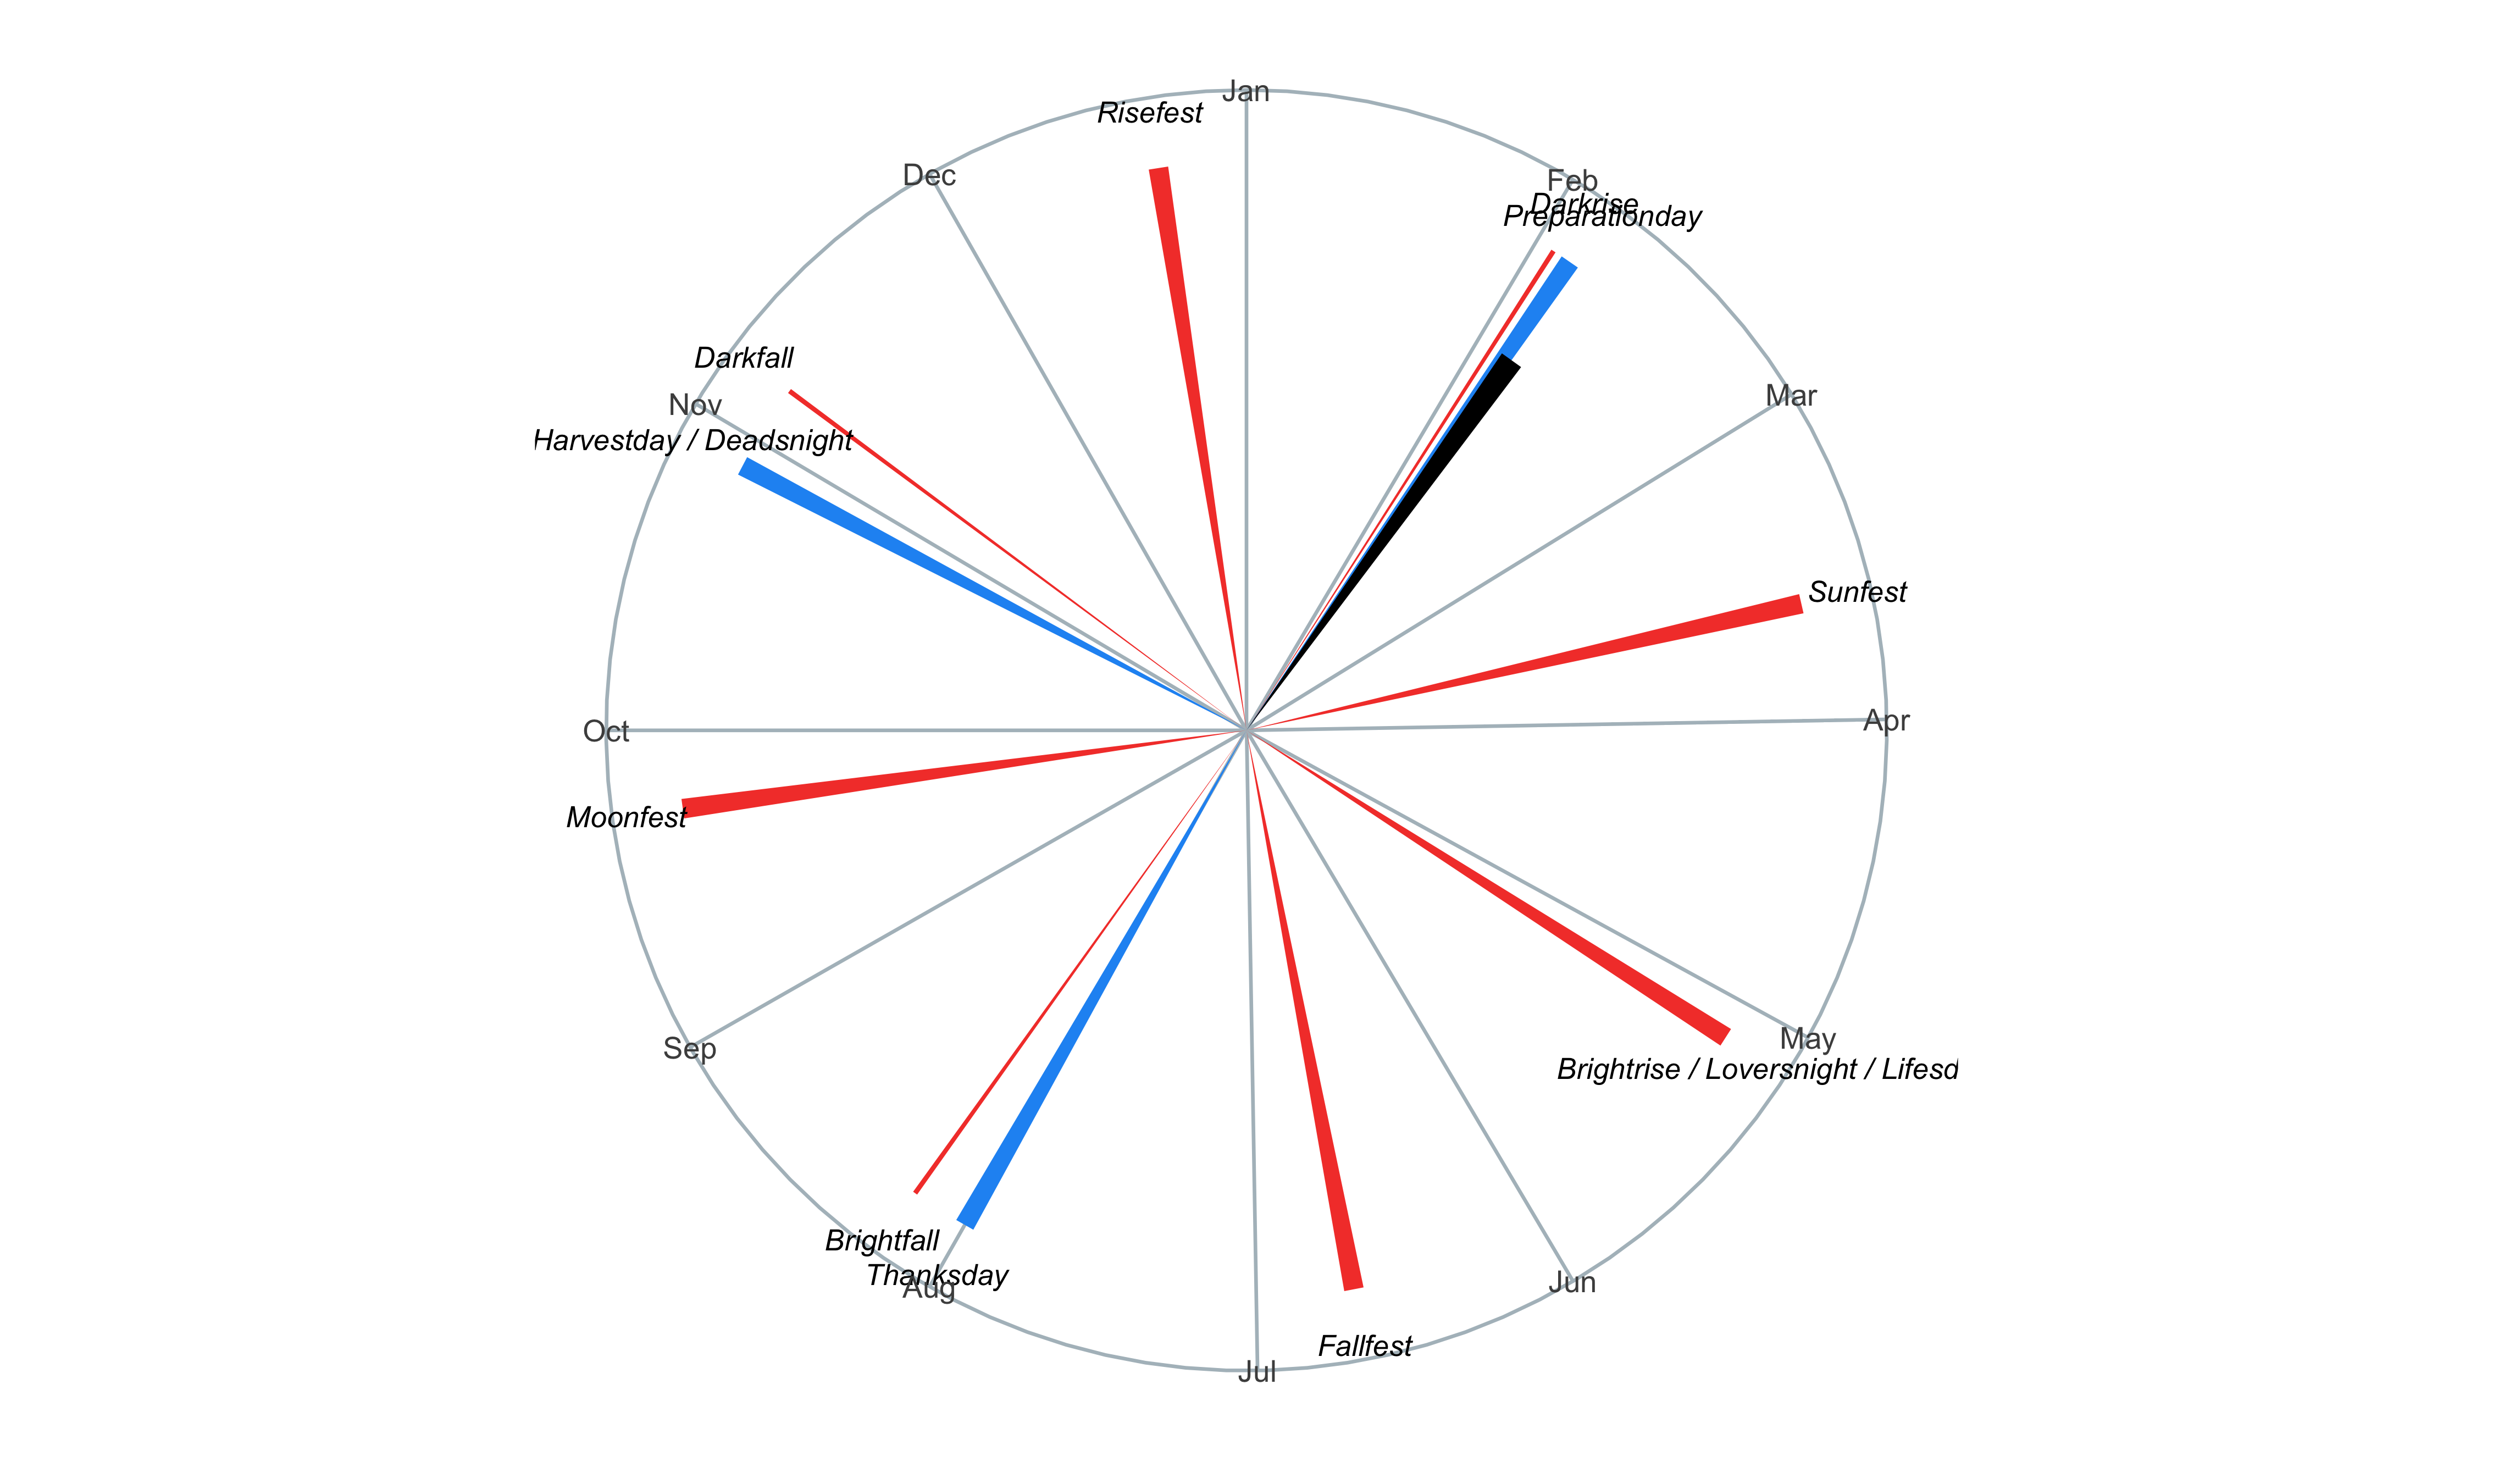 Jan
Risefest
Dec
Feb
Darkrise
Preparationday
Darkfall
Mar
Nov
Harvestday / Deadsnight
Sunfest
Apr
Oct
Moonfest
May
Sep
Brightrise / Loversnight / Lifesd
Brightfall
Thanksday
Aug
Jun
Fallfest
Jul